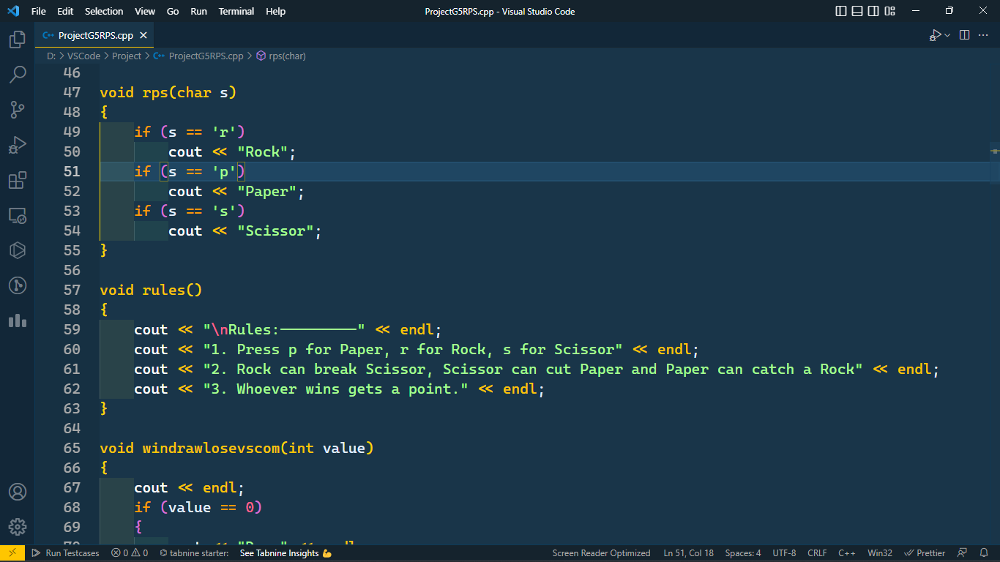 File Edit Selection View Go Run Terminal Help ProjectG5RPS.cpp - Visual Studio Code
ProjectG5RPS.cpp
D: > VSCode > Project > ProjectG5RPS.cpp > rps(char)
46
47 void rps(char s)
48 {
49 if (s == 'r')
50 cout << "Rock";
51 if (s == 'p')
52 cout << "Paper";
53 if (s == 's')
54 cout << "Scissor";
55 }
56
57 void rules()
58 {
59 cout << "\nRules:---------" << endl;
60 cout << "1. Press p for Paper, r for Rock, s for Scissor" << endl;
61 cout << "2. Rock can break Scissor, Scissor can cut Paper and Paper can catch a Rock" << endl;
62 cout << "3. Whoever wins gets a point." << endl;
63 }
64
65 void windrawlosevscom(int value)
66 {
67 cout << endl;
68 if (value == 0)
69 {
Run Testcases 0 0 tabnine starter: See Tabnine Insights 💪 Screen Reader Optimized Ln 51, Col 18 Spaces: 4 UTF-8 CRLF C++ Win32 Prettier